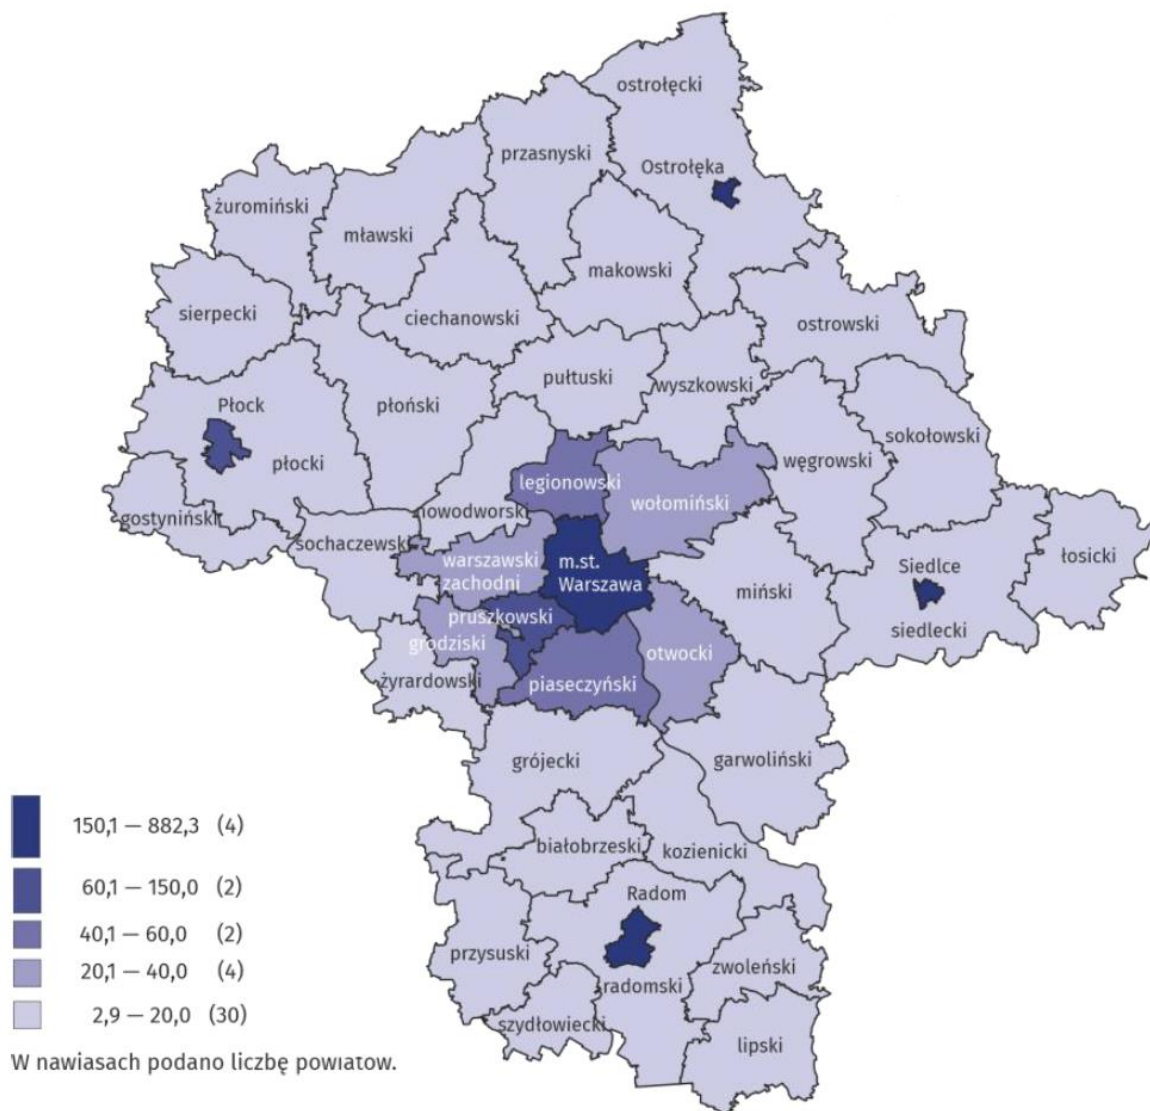 ostrołęcki
przasnyski
Ostrołęka
żuromiński
mławski
makowski
sierpecki
ciechanowski
ostrowski
pułtuski
wyszkowski
Płock
płoński
sokołowski
płocki
węgrowski
legionowski
wołomiński
gostyniński
nowodworski
sochaczewski
warszawski
zachodni
m.st.
Warszawa
Siedlce
łosicki
miński
siedlecki
pruszkowski
grodziski
otwocki
żyrardowski
piaseczyński
grójecki
garwoliński
białobrzeski
kozienicki
Radom
przysuski
zwoleński
radomski
szydłowiecki
lipski
150,1 — 882,3 (4)
60,1 — 150,0 (2)
40,1 — 60,0 (2)
20,1 — 40,0 (4)
2,9 — 20,0 (30)
W nawiasach podano liczbę powiatow.